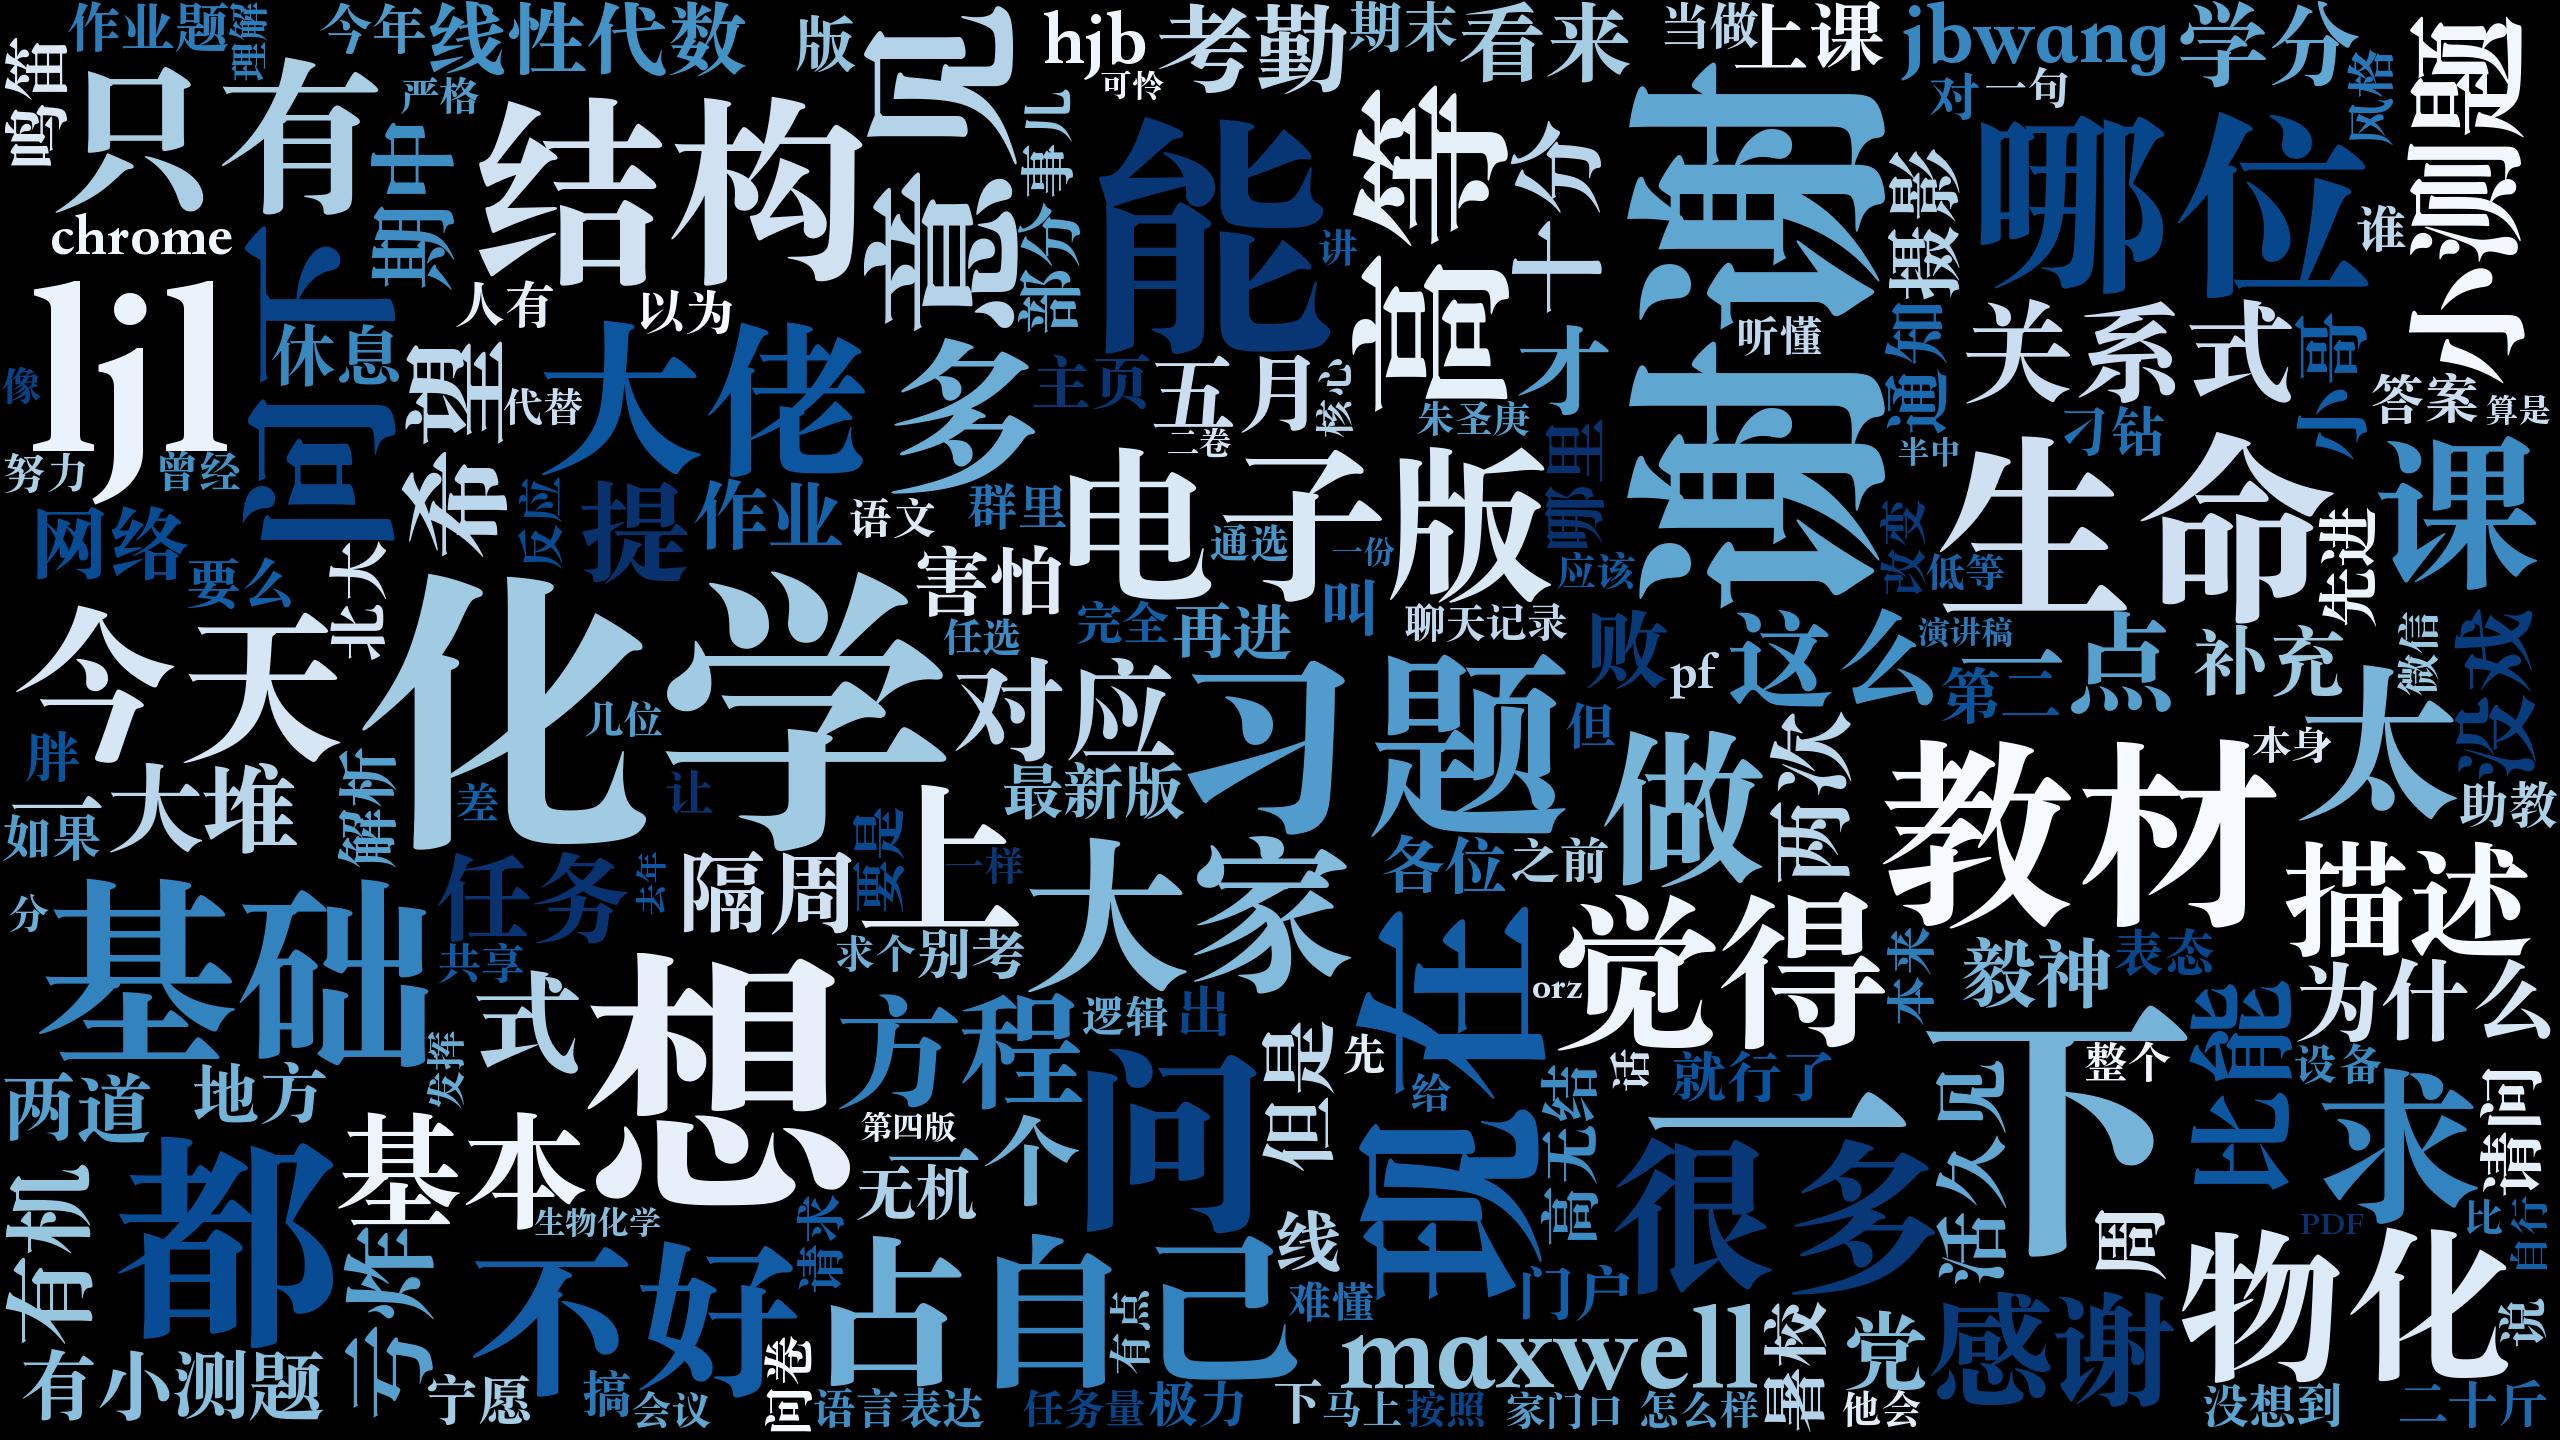 作业题
理解
今年
线性代数
版
几
hjb
考勤
期末
看来
当做
上课
jbwang
学分
小测题
鸣笛
只有
严格
可怜
对
一句
风格
期中
结构
意
事儿
能
高等
十分
谢谢
摄影
哪位
谁
chrome
问下
部分
讲
ljl
休息
人有
以为
听懂
通知
关系式
小哥
像
希望
代替
大佬
多
主页
五月
核心
才
答案
算是
二卷
朱圣庚
哪里
刁钻
半中
努力
曾经
反应
提
作业
语文
群里
电子版
生命
课
网络
要么
北大
通选
一份
改变
先进
害怕
应该
低等
今天
化学
任选
完全
再进
叫
聊天记录
败
pf
这么
演讲稿
第二
点
补充
微信
没戏
胖
几位
对应
习题
但
做
两次
教材
本身
太
如果
大堆
解析
差
让
最新版
助教
要是
上
各位
之前
描述
任务
去年
隔周
一样
大家
分
基础
共享
求个
别考
现在
觉得
本来
毅神
表态
为什么
式
想
方程
逻辑
出
orz
但是
先
下
比能
发挥
话
就行了
整个
设备
两道
地方
问
给
高无结
一
活久见
求
请问
第四版
都
基本
无机
一个
很多
有机
云炸
生物化学
请求
线
周
PDF
比
自行
不好
占
自己
有点
难懂
门户
物化
说
maxwell
暑校
党
感谢
有小测题
宁愿
搞
会议
问卷
语言表达
任务量
极力
下
马上
按照
家门口
怎么样
他会
没想到
二十斤